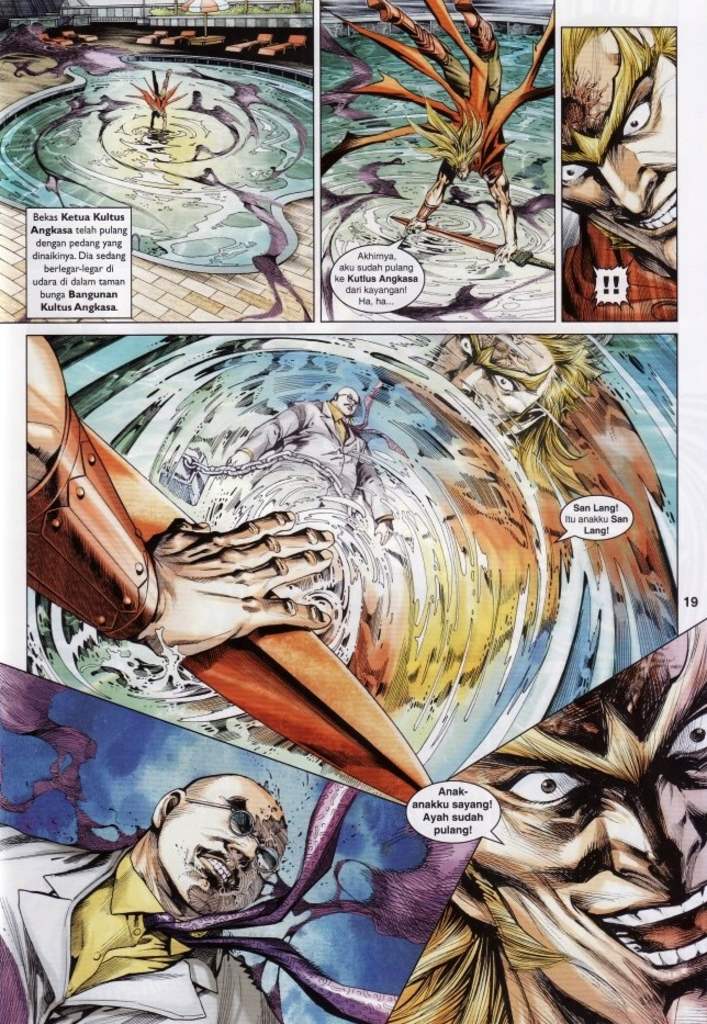 Bekas Ketua Kultus
Angkasa telah pulang
dengan pedang yang
dinaikinya. Dia sedang
berlegar-legar di
udara di dalam taman
bunga Bangunan
Kultus Angkasa.
Akhirnya,
aku sudah pulang
ke Kutlus Angkasa
dari kayangan!
Ha, ha...
!!
San Lang!
Itu anakku San
Lang!
19
Anak-
anakku sayang!
Ayah sudah
pulang!